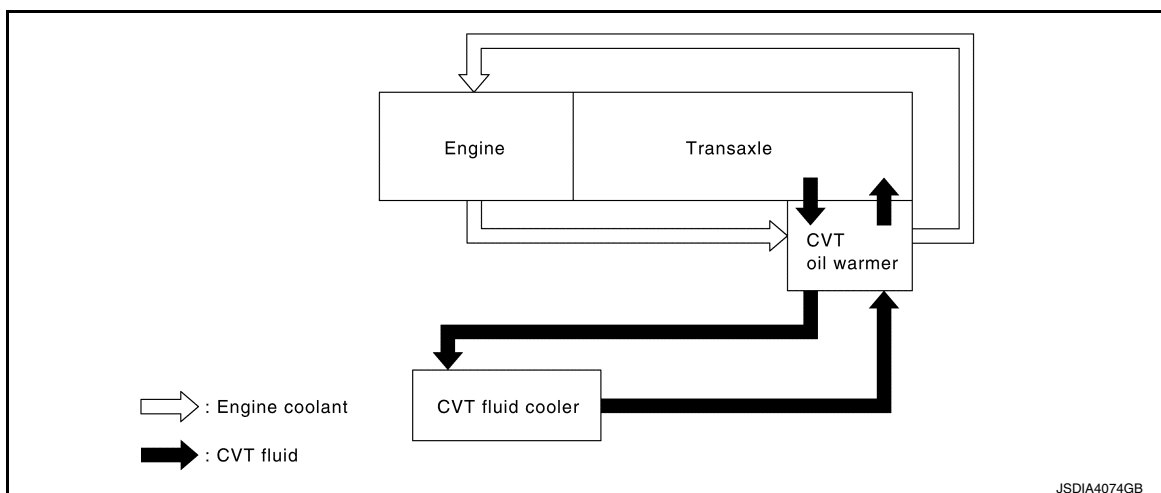 Engine
Transaxle
CVT
oil warmer
CVT fluid cooler
: Engine coolant
: CVT fluid
JSDIA4074GB